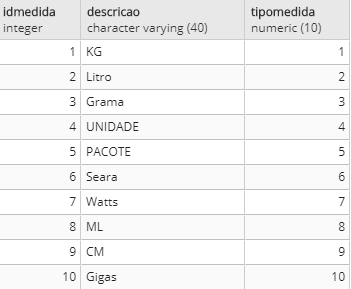 idmedida descricao tipomedida
integer character varying (40) numeric (10)
1 KG 1
2 Litro 2
3 Grama 3
4 UNIDADE 4
5 PACOTE 5
6 Seara 6
7 Watts 7
8 ML 8
9 CM 9
10 Gigas 10